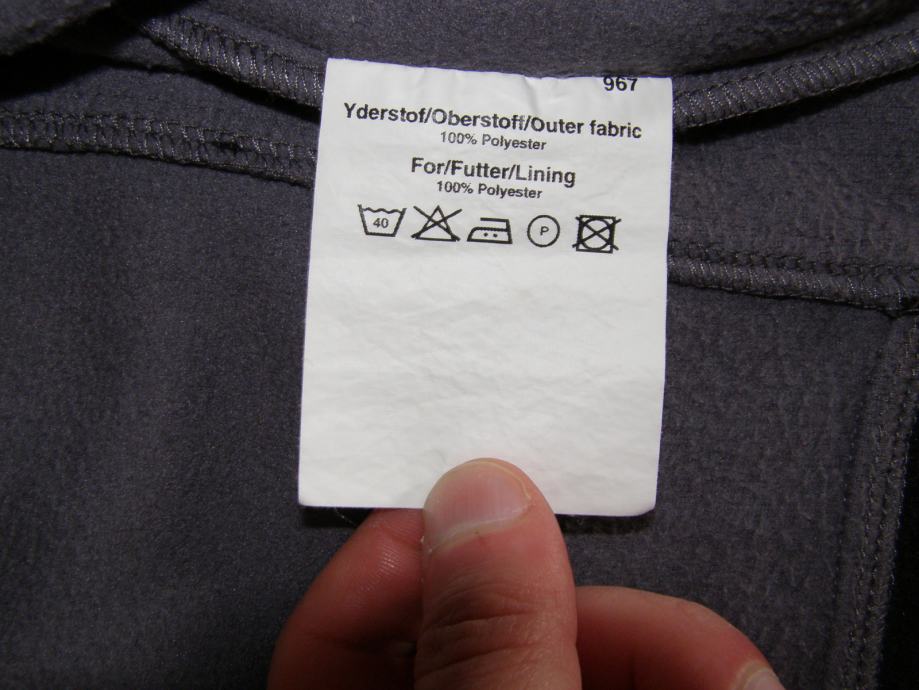 967
Yderstof/Oberstoff/Outer fabric
100% Polyester
For/Futter/Lining
100% Polyester
40 P